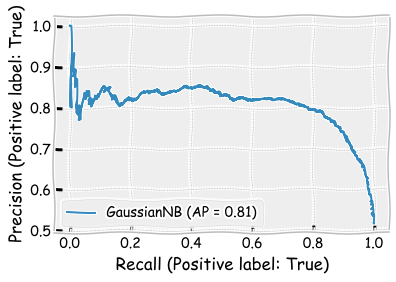 Precision (Positive label: True)
1.0
0.9
0.8
0.7
0.6
0.5
GaussianNB (AP = 0.81)
0.0 0.2 0.4 0.6 0.8 1.0
Recall (Positive label: True)